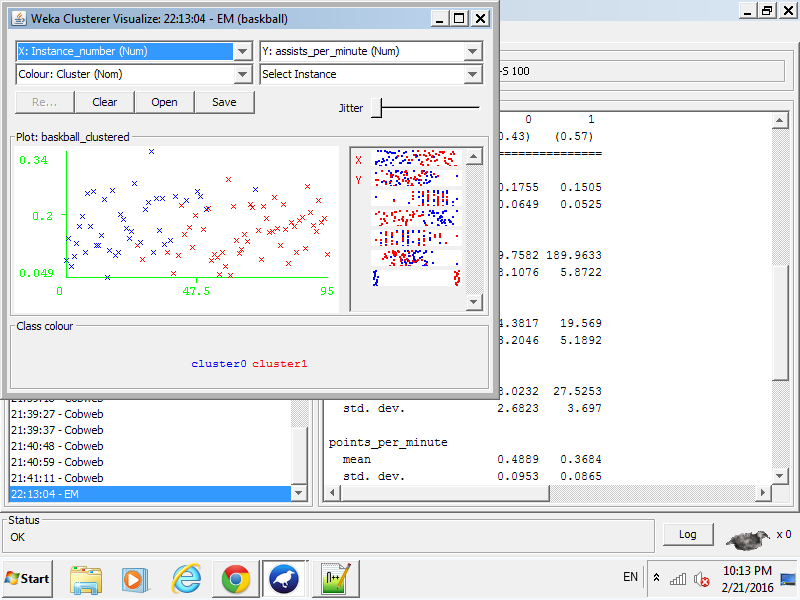 Weka Clusterer Visualize: 22:13:04 - EM (baskball)
X: Instance_number (Num)
Y: assists_per_minute (Num)
Colour: Cluster (Nom)
Select Instance
Re...
Clear
Open
Save
Jitter
Plot: baskball_clustered
0.34
0.2
0.049
0
47.5
95
X
Y
Class colour
cluster0 cluster1
-S 100
0 1
0.43) (0.57)
===============
0.1755 0.1505
0.0649 0.0525
9.7582 189.9633
8.1076 5.8722
4.3817 19.569
3.2046 5.1892
8.0232 27.5253
std. dev. 2.6823 3.697
points_per_minute
mean 0.4889 0.3684
std. dev. 0.0953 0.0865
21:39:27 - Cobweb
21:39:37 - Cobweb
21:40:48 - Cobweb
21:40:59 - Cobweb
21:41:11 - Cobweb
22:13:04 - EM
Status
OK
Log
x 0
Start
EN
10:13 PM
2/21/2016